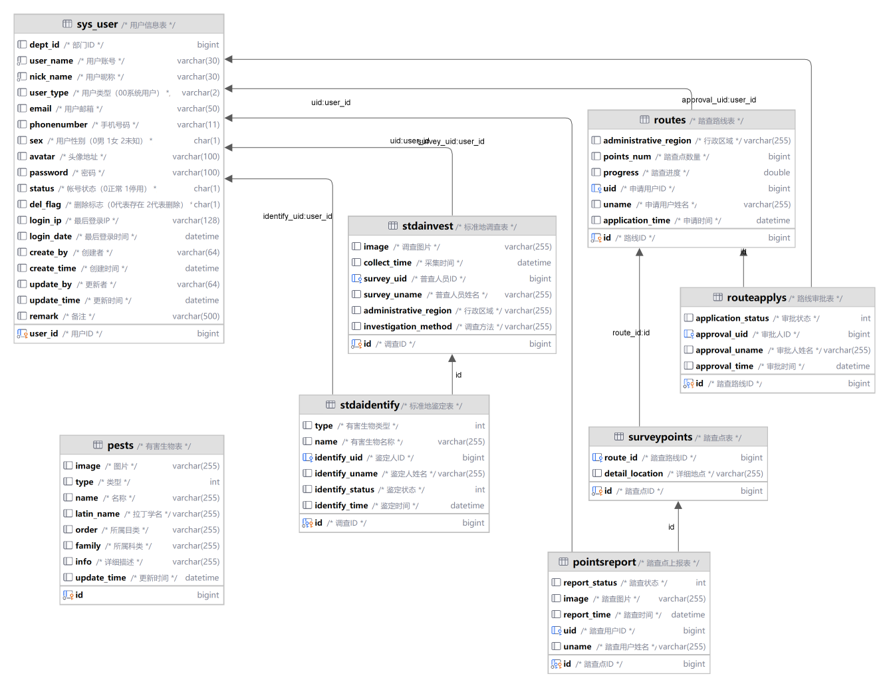 sys_user /* 用户信息表 */
dept_id /* 部门ID */ bigint
user_name /* 用户账号 */ varchar(30)
nick_name /* 用户昵称 */ varchar(30)
user_type /* 用户类型（00系统用户） * varchar(2)
email /* 用户邮箱 */ varchar(50)
phonenumber /* 手机号码 */ varchar(11)
sex /* 用户性别（0男 1女 2未知） * char(1)
avatar /* 头像地址 */ varchar(100)
password /* 密码 */ varchar(100)
status /* 帐号状态（0正常 1停用） * char(1)
del_flag /* 删除标志（0代表存在 2代表删除） * char(1)
login_ip /* 最后登录IP */ varchar(128)
login_date /* 最后登录时间 */ datetime
create_by /* 创建者 */ varchar(64)
create_time /* 创建时间 */ datetime
update_by /* 更新者 */ varchar(64)
update_time /* 更新时间 */ datetime
remark /* 备注 */ varchar(500)
user_id /* 用户ID */ bigint
uid:user_id
approval_uid:user_id
uid:user_id
survey_uid:user_id
identify_uid:user_id
routes /* 踏查路线表 */
administrative_region /* 行政区域 */ varchar(255)
points_num /* 踏查点数量 */ bigint
progress /* 踏查进度 */ double
uid /* 申请用户ID */ bigint
uname /* 申请用户姓名 */ varchar(255)
application_time /* 申请时间 */ datetime
id /* 路线ID */ bigint
stdainvest /* 标准地调查表 */
image /* 调查图片 */ varchar(255)
collect_time /* 采集时间 */ datetime
survey_uid /* 普查人员ID */ bigint
survey_uname /* 普查人员姓名 */ varchar(255)
administrative_region /* 行政区域 */ varchar(255)
investigation_method /* 调查方法 */ varchar(255)
id /* 调查ID */ bigint
routeapplys /* 路线审批表 */
application_status /* 审批状态 */ int
approval_uid /* 审批人ID */ bigint
approval_uname /* 审批人姓名 */ varchar(255)
approval_time /* 审批时间 */ datetime
id /* 踏查路线ID */ bigint
route_id:id
id
stdaidentify /* 标准地鉴定表 */
type /* 有害生物类型 */ int
name /* 有害生物名称 */ varchar(255)
identify_uid /* 鉴定人ID */ bigint
identify_uname /* 鉴定人姓名 */ varchar(255)
identify_status /* 鉴定状态 */ int
identify_time /* 鉴定时间 */ datetime
id /* 调查ID */ bigint
pests /* 有害生物表 */
image /* 图片 */ varchar(255)
type /* 类型 */ int
name /* 名称 */ varchar(255)
latin_name /* 拉丁学名 */ varchar(255)
order /* 所属目类 */ varchar(255)
family /* 所属科类 */ varchar(255)
info /* 详细描述 */ varchar(255)
update_time /* 更新时间 */ datetime
id bigint
surveypoints /* 踏查点表 */
route_id /* 踏查路线ID */ bigint
detail_location /* 详细地点 */ varchar(255)
id /* 踏查点ID */ bigint
id
pointsreport /* 踏查点上报表 */
report_status /* 踏查状态 */ int
image /* 踏查图片 */ varchar(255)
report_time /* 踏查时间 */ datetime
uid /* 踏查用户ID */ bigint
uname /* 踏查用户姓名 */ varchar(255)
id /* 踏查点ID */ bigint